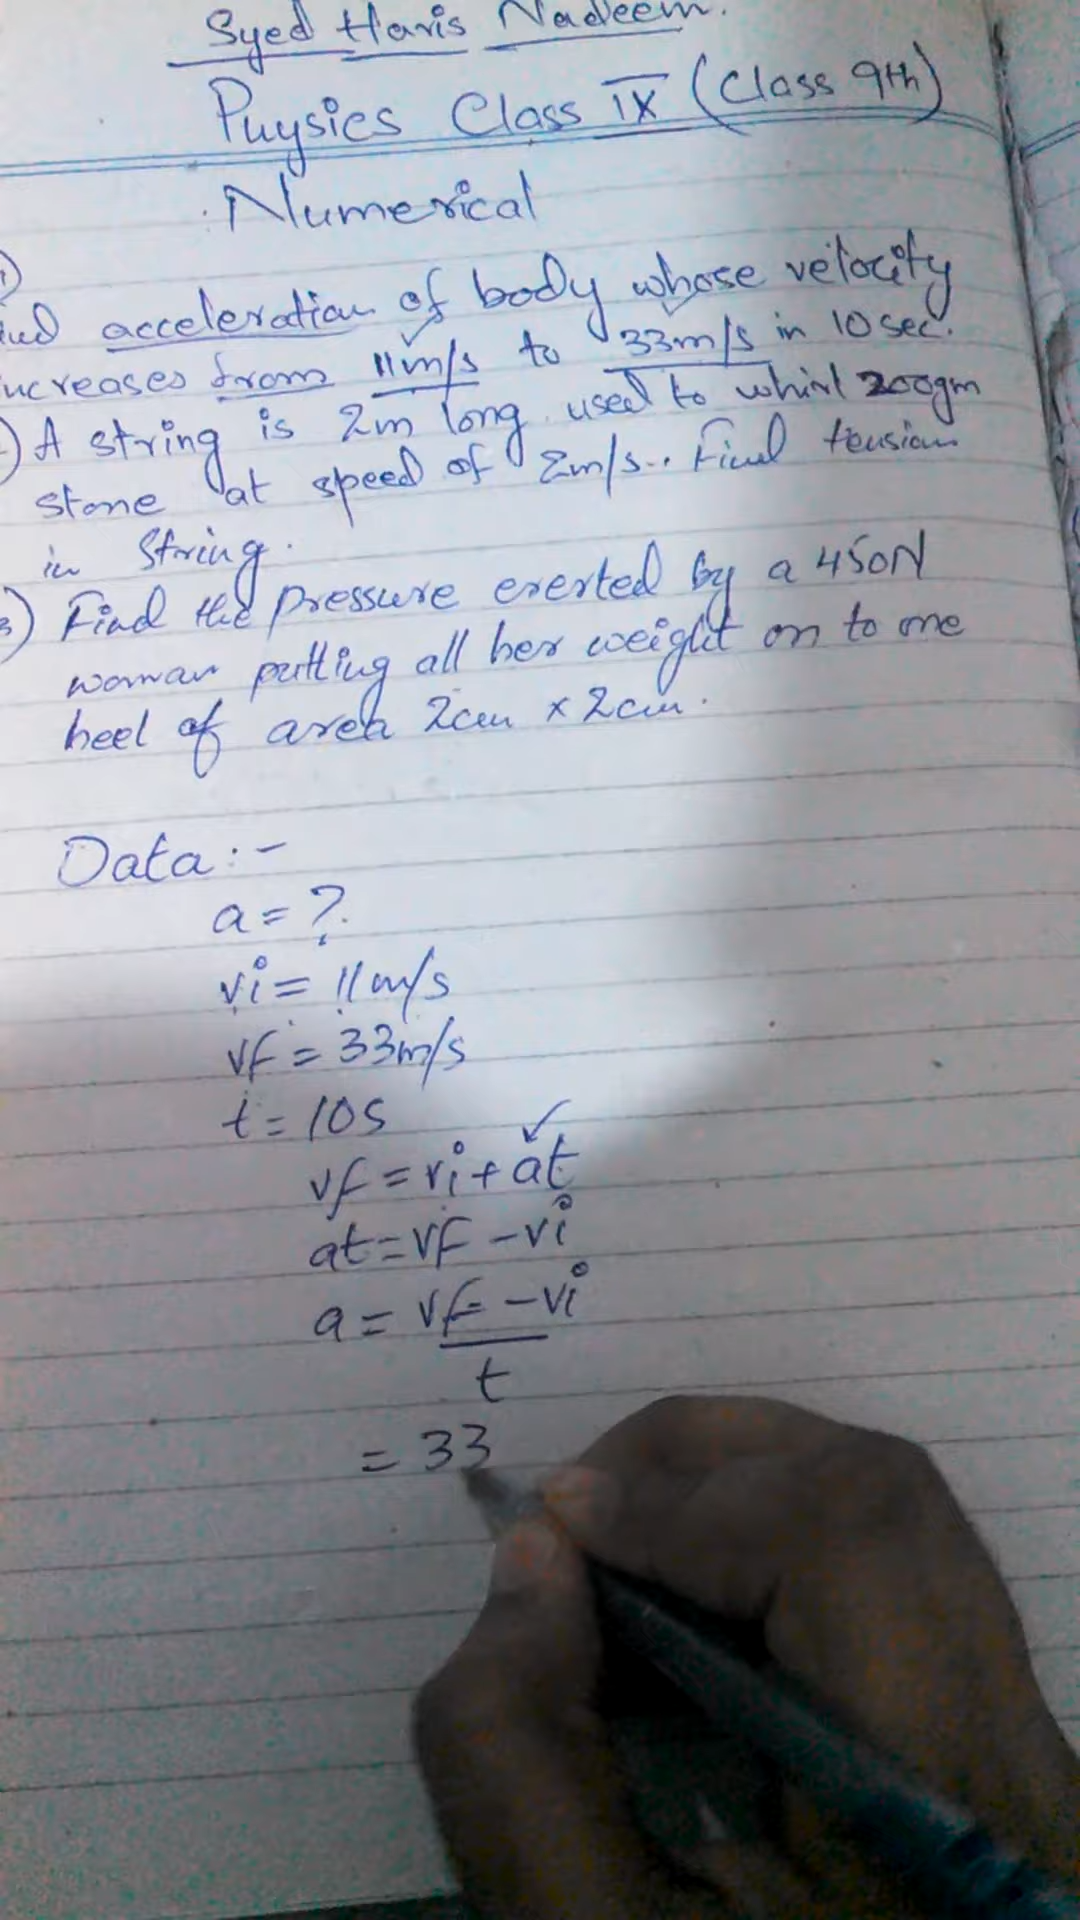 Syed Haris Nadeem.
Physics Class IX (Class 9th)
Numerical
acceleration of body whose velocity
increases from 11m/s to 33m/s in 10 sec.
A string is 2m long used to whirl 200gm
stone at speed of 2m/s. Find tension
in string.
3) Find the pressure exerted by a 450N
woman putting all her weight on to one
heel of area 2cm x 2cm.
Data :-
a = ?
vi = 11m/s
vf = 33m/s
t = 10s
vf = vi + at
at = vf - vi
a = vf - vi
t
= 33